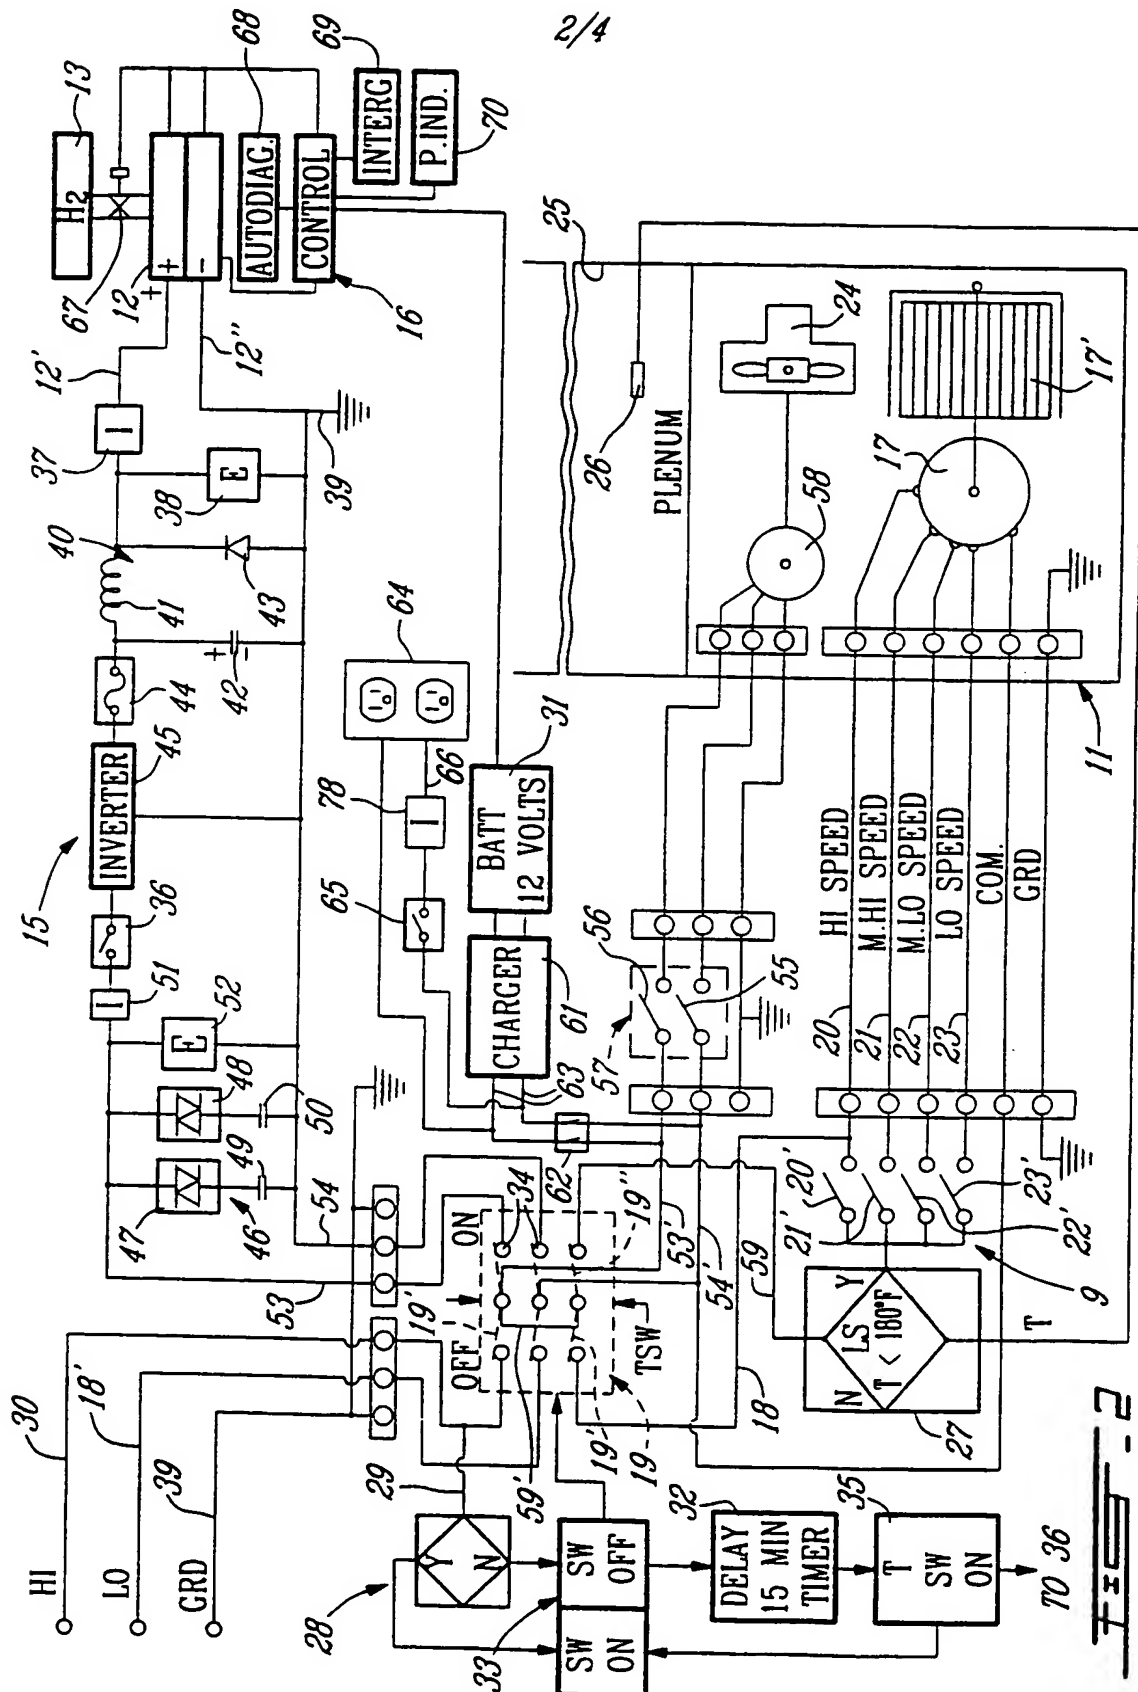 2/4
HI
30
LO
18'
GRD
39
53
54
47
46
49
48
50
52
51
36
15
INVERTER
45
44
42
+
-
41
40
43
38
E
37
I
12'
12"
39
+
12
+
-
67
H2
13
68
AUTODIAG.
CONTROL
16
69
INTERG
P.IND.
70
E
I
64
66
78
I
65
31
BATT
12 VOLTS
CHARGER
61
63
62
OFF
ON
34
19'
19"
TSW
19
19'
59'
53'
54'
59
18
57
56
55
25
26
PLENUM
24
58
17
17'
11
HI SPEED
M.HI SPEED
M.LO SPEED
LO SPEED
COM.
GRD
20
21
22
23
20'
21'
22'
23'
9
N
LS
Y
T < 180°F
T
27
28
29
Y
N
SW
ON
SW
OFF
33
32
DELAY
15 MIN
TIMER
35
T
SW
ON
TO 36
FIG-2